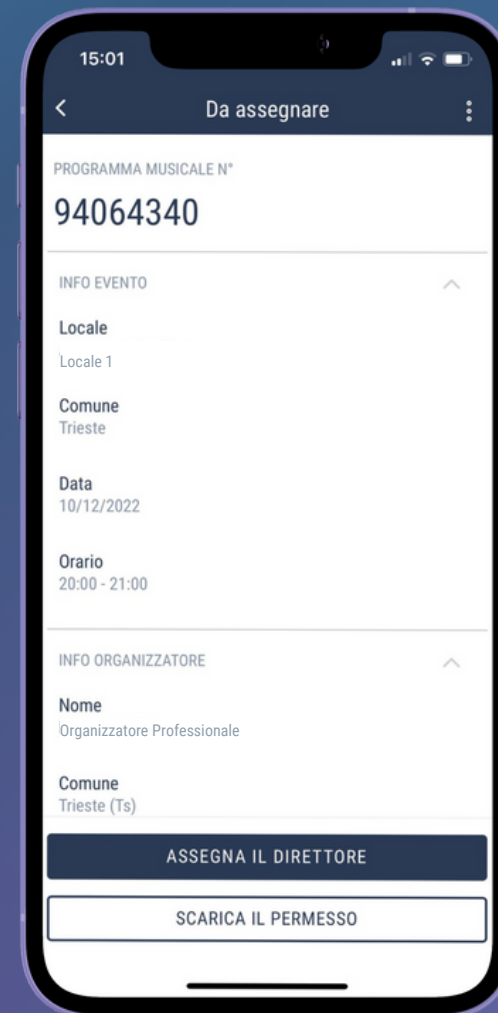 15:01
Da assegnare
PROGRAMMA MUSICALE N°
94064340
INFO EVENTO
Locale
Locale 1
Comune
Trieste
Data
10/12/2022
Orario
20:00 - 21:00
INFO ORGANIZZATORE
Nome
Organizzatore Professionale
Comune
Trieste (Ts)
ASSEGNA IL DIRETTORE
SCARICA IL PERMESSO